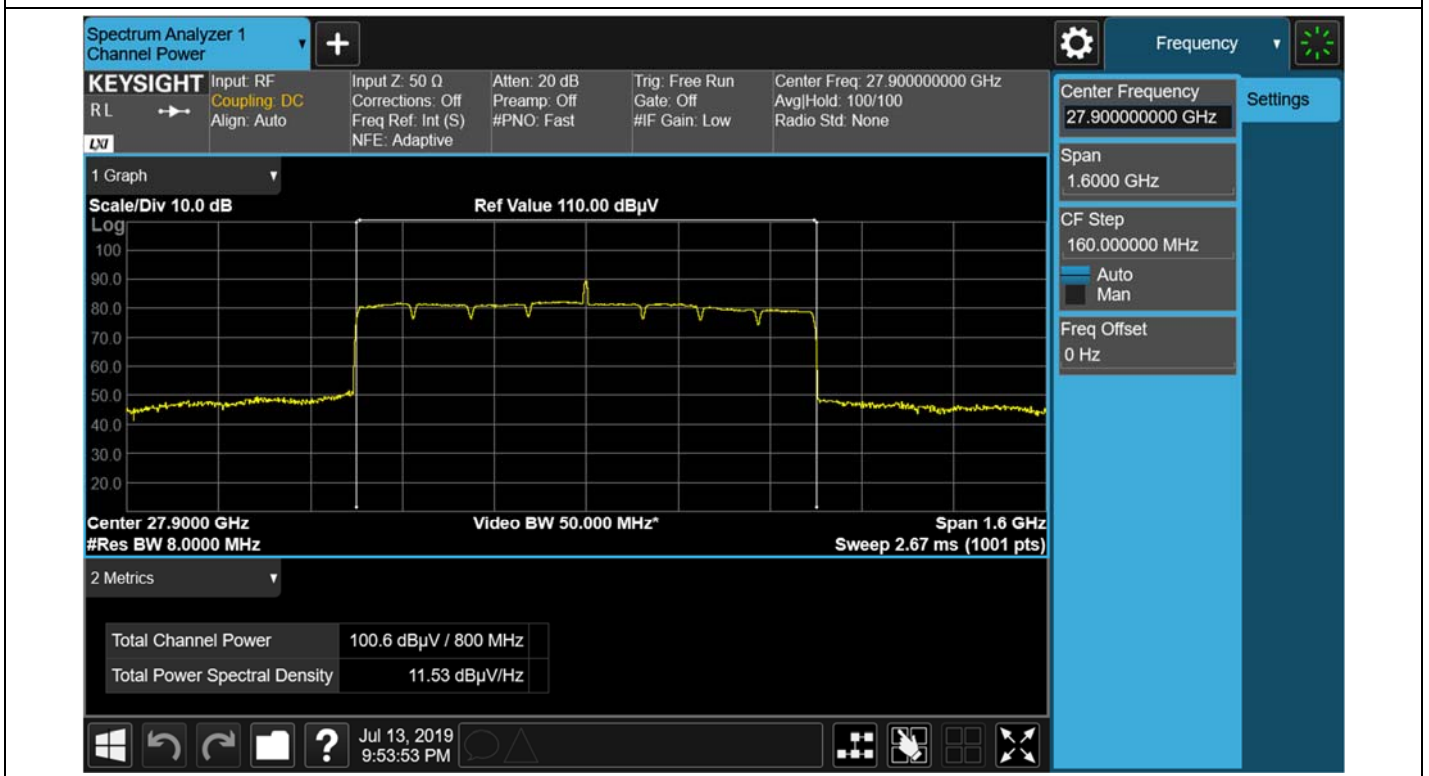 Spectrum Analyzer 1
Channel Power
+
Frequency
KEYSIGHT
R L
LXI
Input: RF
Coupling: DC
Align: Auto
Input Z: 50 Ω
Corrections: Off
Freq Ref: Int (S)
NFE: Adaptive
Atten: 20 dB
Preamp: Off
#PNO: Fast
Trig: Free Run
Gate: Off
#IF Gain: Low
Center Freq: 27.900000000 GHz
Avg|Hold: 100/100
Radio Std: None
Center Frequency
27.900000000 GHz
Settings
Span
1.6000 GHz
CF Step
160.000000 MHz
Auto
Man
Freq Offset
0 Hz
1 Graph
Scale/Div 10.0 dB
Ref Value 110.00 dBµV
Log
100
90.0
80.0
70.0
60.0
50.0
40.0
30.0
20.0
Center 27.9000 GHz
Video BW 50.000 MHz*
Span 1.6 GHz
#Res BW 8.0000 MHz
Sweep 2.67 ms (1001 pts)
2 Metrics
Total Channel Power 100.6 dBµV / 800 MHz
Total Power Spectral Density 11.53 dBµV/Hz
?
Jul 13, 2019
9:53:53 PM